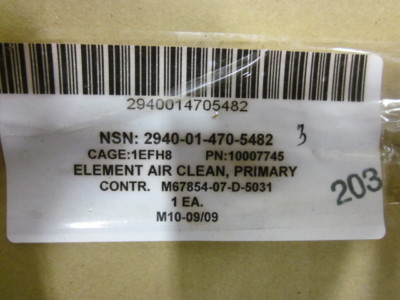 2940014705482
NSN: 2940-01-470-5482 3
CAGE:1EFH8 PN:10007745
ELEMENT AIR CLEAN, PRIMARY
CONTR. M67854-07-D-5031
203
1 EA.
M10-09/09